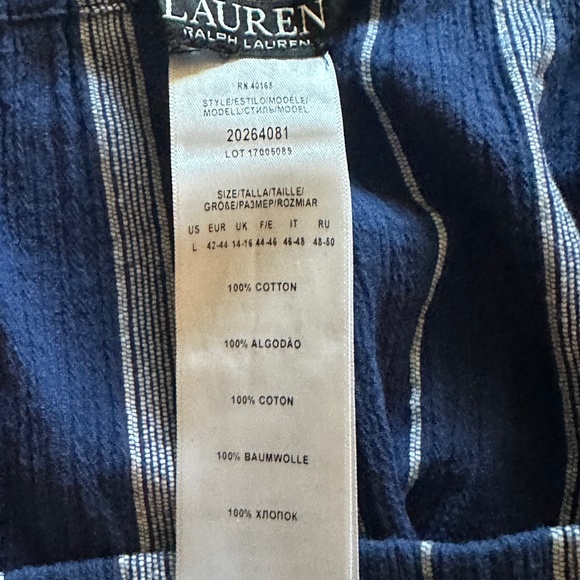 LAUREN
RALPH LAUREN
RN 40168
STYLE/ESTILO/MODÈLE/
MODELL/СТИЛЬ/MODEL
20264081
LOT 17005089
SIZE/TALLA/TAILLE/
GRÖßE/РАЗМЕР/ROZMIAR
US EUR UK F/E IT RU
L 42-44 14-16 44-46 46-48 48-50
100% COTTON
100% ALGODÃO
100% COTON
100% BAUMWOLLE
100% ХЛОПОК